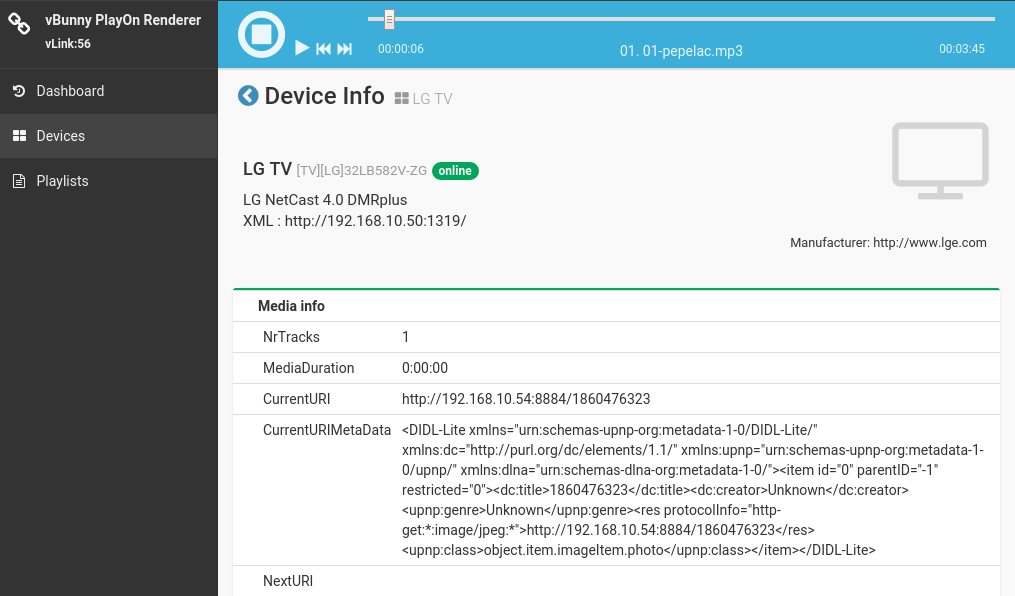 vBunny PlayOn Renderer
vLink:56
Dashboard
Devices
Playlists
00:00:06
01. 01-pepelac.mp3
00:03:45
Device Info LG TV
LG TV [TV][LG]32LB582V-ZG online
LG NetCast 4.0 DMRplus
XML : http://192.168.10.50:1319/
Manufacturer: http://www.lge.com
Media info
NrTracks 1
MediaDuration 0:00:00
CurrentURI http://192.168.10.54:8884/1860476323
CurrentURIMetaData <DIDL-Lite xmlns="urn:schemas-upnp-org:metadata-1-0/DIDL-Lite/"
xmlns:dc="http://purl.org/dc/elements/1.1/" xmlns:upnp="urn:schemas-upnp-org:metadata-1-
0/upnp/" xmlns:dlna="urn:schemas-dlna-org:metadata-1-0/"><item id="0" parentID="-1"
restricted="0"><dc:title>1860476323</dc:title><dc:creator>Unknown</dc:creator>
<upnp:genre>Unknown</upnp:genre><res protocolInfo="http-
get:*:image/jpeg:*">http://192.168.10.54:8884/1860476323</res>
<upnp:class>object.item.imageItem.photo</upnp:class></item></DIDL-Lite>
NextURI